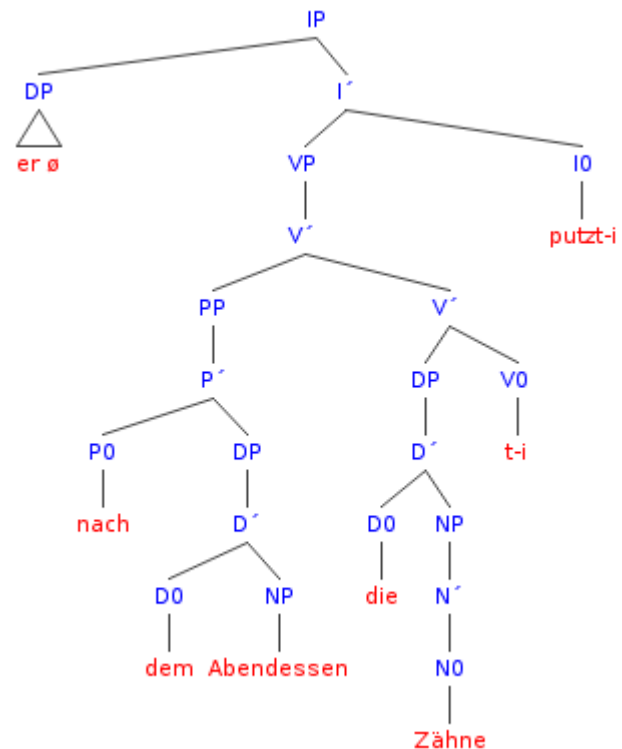 IP
DP I´
er ø VP I0
V´ putzt-i
PP V´
P´ DP V0
P0 DP D´ t-i
nach D´ D0 NP
D0 NP die N´
dem Abendessen N0
Zähne